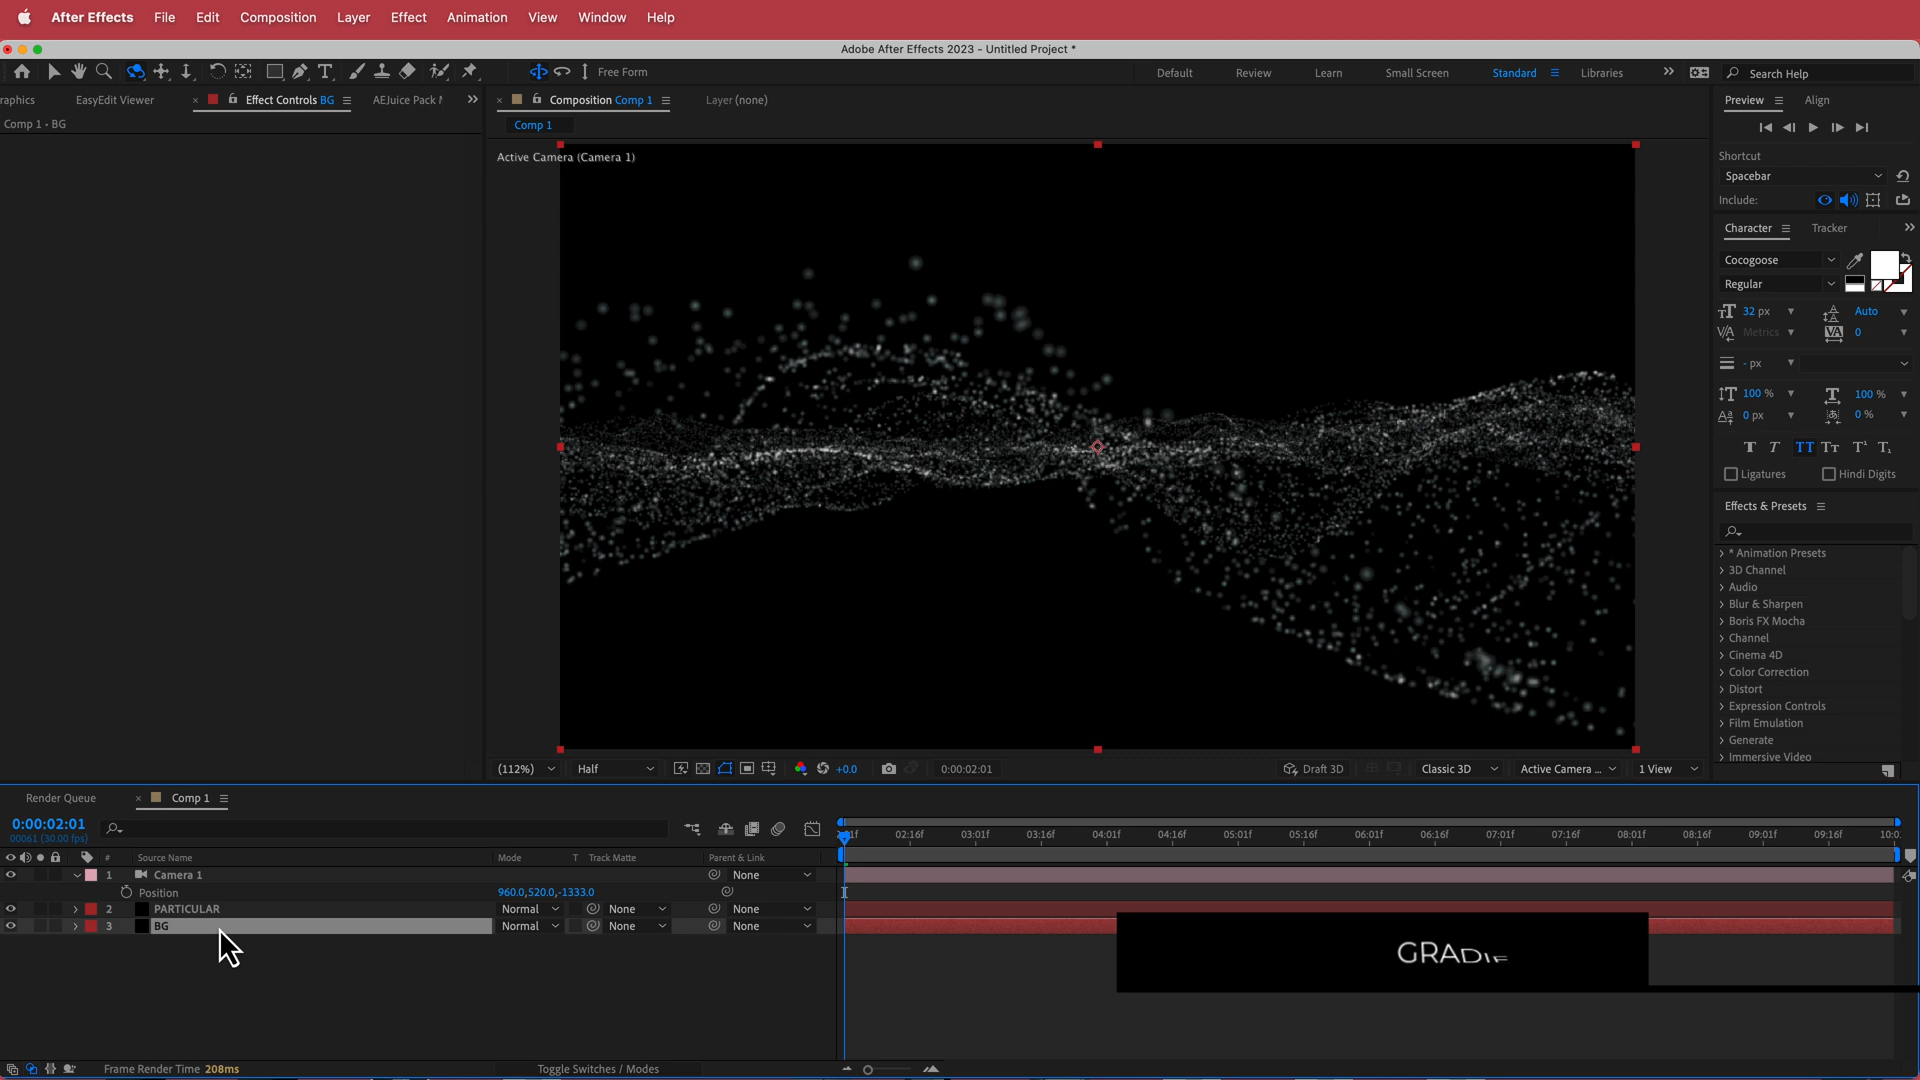 After Effects File Edit Composition Layer Effect Animation View Window Help
Adobe After Effects 2023 - Untitled Project *
Free Form Default Review Learn Small Screen Standard Libraries Search Help
raphics EasyEdit Viewer Effect Controls BG AEJuice Pack Composition Comp 1 Layer (none) Preview Align
Comp 1 • BG Comp 1
Active Camera (Camera 1)
Shortcut
Spacebar
Include:
Character Tracker
Cocogoose
Regular
32 px Auto
Metrics 0
- px
100 % 100 %
0 px 0 %
T T TT Tт T¹ T₁
Ligatures Hindi Digits
Effects & Presets
* Animation Presets
3D Channel
Audio
Blur & Sharpen
Boris FX Mocha
Channel
Cinema 4D
Color Correction
Distort
Expression Controls
Film Emulation
Generate
Immersive Video
(112%) Half +0.0 0:00:02:01 Draft 3D Classic 3D Active Camera ... 1 View
Render Queue Comp 1
0:00:02:01
00061 (30.00 fps)
02:16f 03:01f 03:16f 04:01f 04:16f 05:01f 05:16f 06:01f 06:16f 07:01f 07:16f 08:01f 08:16f 09:01f 09:16f 10:0
# Source Name Mode T Track Matte Parent & Link
1 Camera 1 None
Position 960.0,520.0,-1333.0
2 PARTICULAR Normal None None
3 BG Normal None None
GRADIE
Frame Render Time 208ms Toggle Switches / Modes